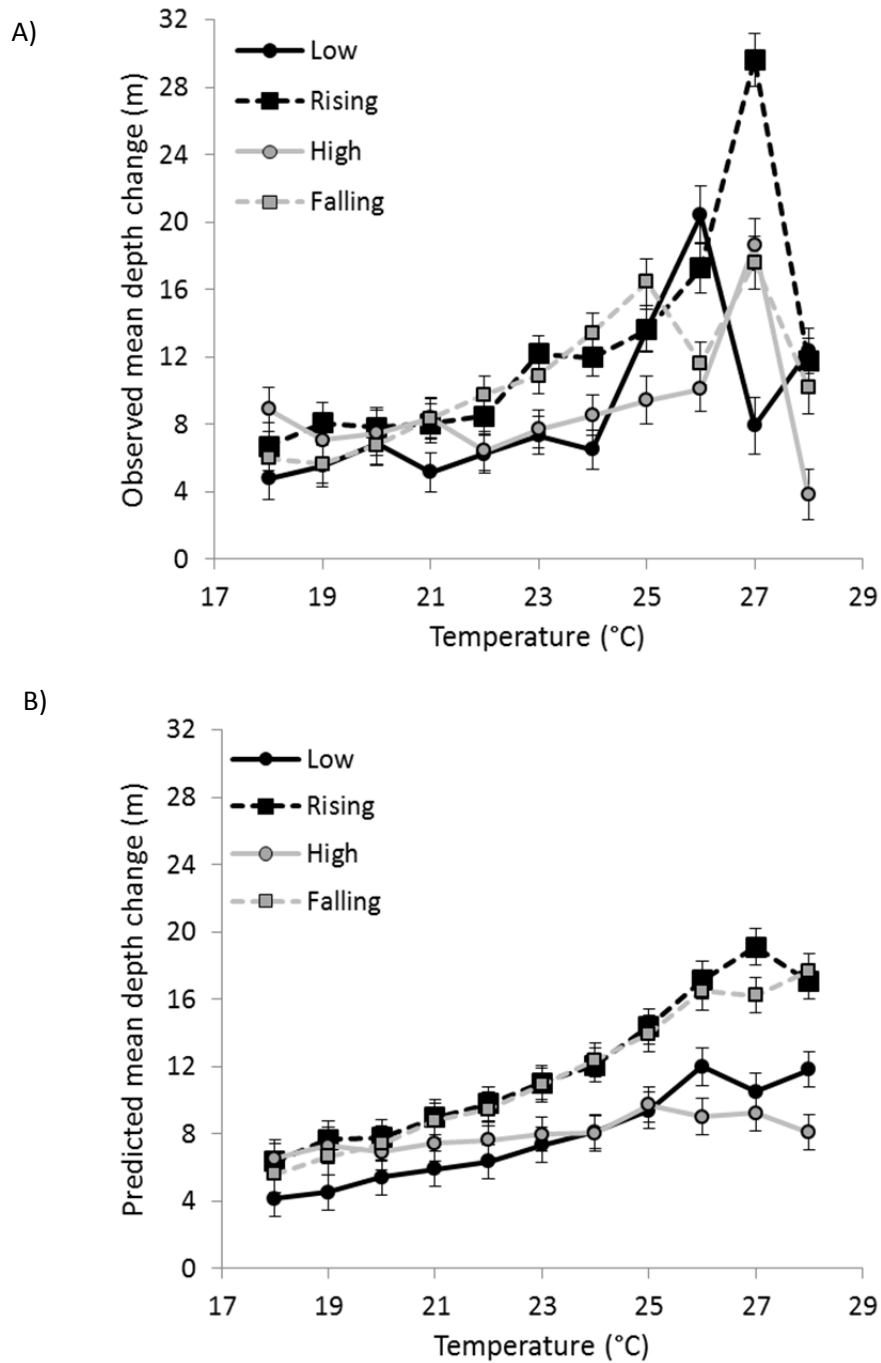 A)
Observed mean depth change (m)
32
28
24
20
16
12
8
4
0
Low
Rising
High
Falling
17 19 21 23 25 27 29
Temperature (°C)
B)
Predicted mean depth change (m)
32
28
24
20
16
12
8
4
0
Low
Rising
High
Falling
17 19 21 23 25 27 29
Temperature (°C)